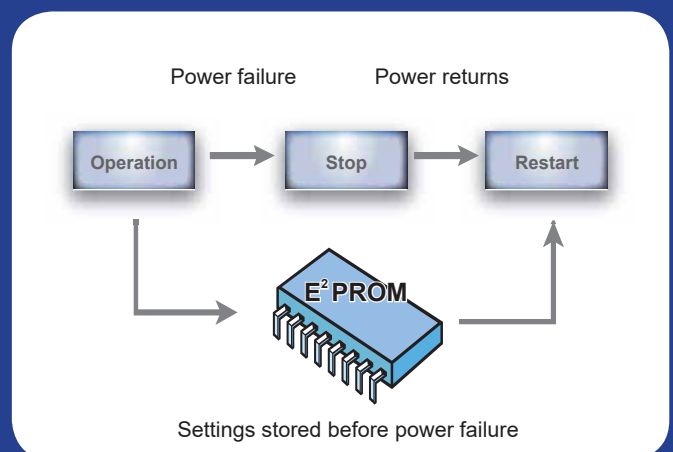 Power failure Power returns
Operation Stop Restart
E² PROM
Settings stored before power failure